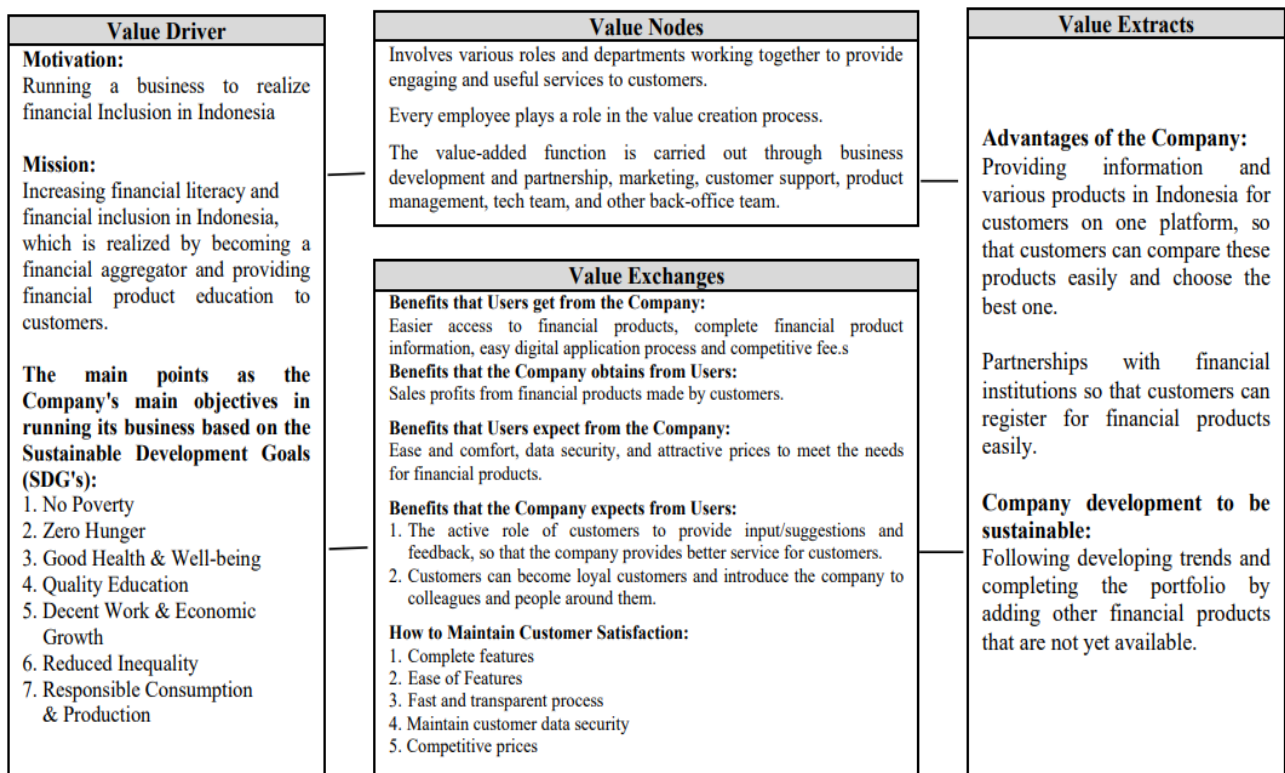 Value Driver
Motivation:
Running a business to realize
financial Inclusion in Indonesia
Mission:
Increasing financial literacy and
financial inclusion in Indonesia,
which is realized by becoming a
financial aggregator and providing
financial product education to
customers.
The main points as the
Company's main objectives in
running its business based on the
Sustainable Development Goals
(SDG's):
1. No Poverty
2. Zero Hunger
3. Good Health & Well-being
4. Quality Education
5. Decent Work & Economic
Growth
6. Reduced Inequality
7. Responsible Consumption
& Production
Value Nodes
Involves various roles and departments working together to provide
engaging and useful services to customers.
Every employee plays a role in the value creation process.
The value-added function is carried out through business
development and partnership, marketing, customer support, product
management, tech team, and other back-office team.
Value Exchanges
Benefits that Users get from the Company:
Easier access to financial products, complete financial product
information, easy digital application process and competitive fee.s
Benefits that the Company obtains from Users:
Sales profits from financial products made by customers.
Benefits that Users expect from the Company:
Ease and comfort, data security, and attractive prices to meet the needs
for financial products.
Benefits that the Company expects from Users:
1. The active role of customers to provide input/suggestions and
feedback, so that the company provides better service for customers.
2. Customers can become loyal customers and introduce the company to
colleagues and people around them.
How to Maintain Customer Satisfaction:
1. Complete features
2. Ease of Features
3. Fast and transparent process
4. Maintain customer data security
5. Competitive prices
Value Extracts
Advantages of the Company:
Providing information and
various products in Indonesia for
customers on one platform, so
that customers can compare these
products easily and choose the
best one.
Partnerships with financial
institutions so that customers can
register for financial products
easily.
Company development to be
sustainable:
Following developing trends and
completing the portfolio by
adding other financial products
that are not yet available.